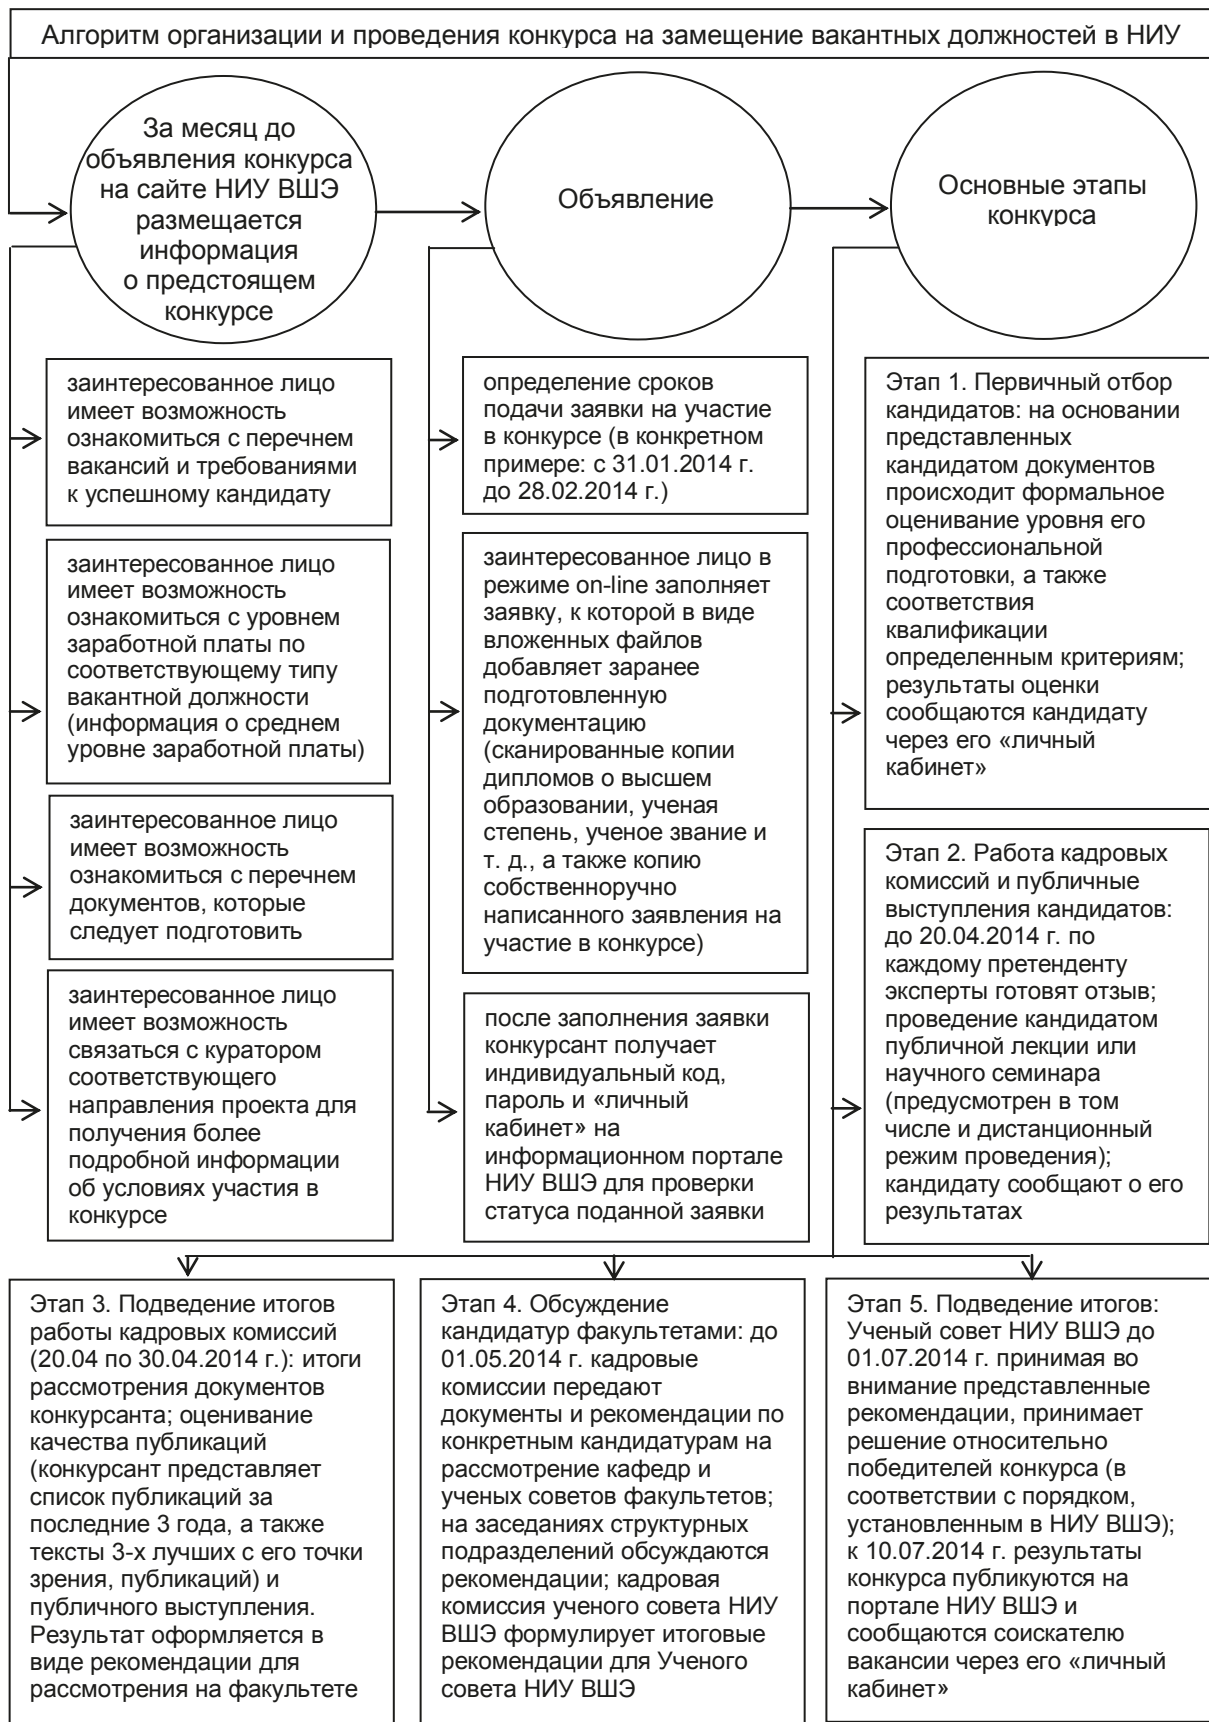 Алгоритм организации и проведения конкурса на замещение вакантных должностей в НИУ
За месяц до
объявления конкурса
на сайте НИУ ВШЭ
размещается
информация
о предстоящем
конкурсе
Объявление
Основные этапы
конкурса
заинтересованное лицо
имеет возможность
ознакомиться с перечнем
вакансий и требованиями
к успешному кандидату
заинтересованное лицо
имеет возможность
ознакомиться с уровнем
заработной платы по
соответствующему типу
вакантной должности
(информация о среднем
уровне заработной платы)
заинтересованное лицо
имеет возможность
ознакомиться с перечнем
документов, которые
следует подготовить
заинтересованное лицо
имеет возможность
связаться с куратором
соответствующего
направления проекта для
получения более
подробной информации
об условиях участия в
конкурсе
определение сроков
подачи заявки на участие
в конкурсе (в конкретном
примере: с 31.01.2014 г.
до 28.02.2014 г.)
заинтересованное лицо в
режиме on-line заполняет
заявку, к которой в виде
вложенных файлов
добавляет заранее
подготовленную
документацию
(сканированные копии
дипломов о высшем
образовании, ученая
степень, ученое звание и
т. д., а также копию
собственноручно
написанного заявления на
участие в конкурсе)
после заполнения заявки
конкурсант получает
индивидуальный код,
пароль и «личный
кабинет» на
информационном портале
НИУ ВШЭ для проверки
статуса поданной заявки
Этап 1. Первичный отбор
кандидатов: на основании
представленных
кандидатом документов
происходит формальное
оценивание уровня его
профессиональной
подготовки, а также
соответствия
квалификации
определенным критериям;
результаты оценки
сообщаются кандидату
через его «личный
кабинет»
Этап 2. Работа кадровых
комиссий и публичные
выступления кандидатов:
до 20.04.2014 г. по
каждому претенденту
эксперты готовят отзыв;
проведение кандидатом
публичной лекции или
научного семинара
(предусмотрен в том
числе и дистанционный
режим проведения);
кандидату сообщают о его
результатах
Этап 3. Подведение итогов
работы кадровых комиссий
(20.04 по 30.04.2014 г.): итоги
рассмотрения документов
конкурсанта; оценивание
качества публикаций
(конкурсант представляет
список публикаций за
последние 3 года, а также
тексты 3-х лучших с его точки
зрения, публикаций) и
публичного выступления.
Результат оформляется в
виде рекомендации для
рассмотрения на факультете
Этап 4. Обсуждение
кандидатур факультетами: до
01.05.2014 г. кадровые
комиссии передают
документы и рекомендации по
конкретным кандидатурам на
рассмотрение кафедр и
ученых советов факультетов;
на заседаниях структурных
подразделений обсуждаются
рекомендации; кадровая
комиссия ученого совета НИУ
ВШЭ формулирует итоговые
рекомендации для Ученого
совета НИУ ВШЭ
Этап 5. Подведение итогов:
Ученый совет НИУ ВШЭ до
01.07.2014 г. принимая во
внимание представленные
рекомендации, принимает
решение относительно
победителей конкурса (в
соответствии с порядком,
установленным в НИУ ВШЭ);
к 10.07.2014 г. результаты
конкурса публикуются на
портале НИУ ВШЭ и
сообщаются соискателю
вакансии через его «личный
кабинет»